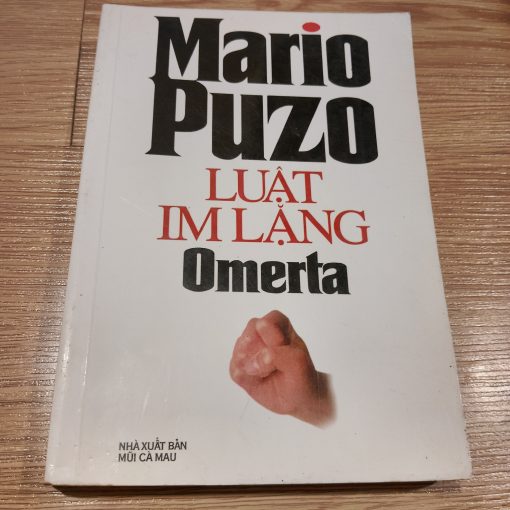 Mario
Puzo
LUẬT
IM LẶNG
Omerta
NHÀ XUẤT BẢN
MŨI CÀ MAU